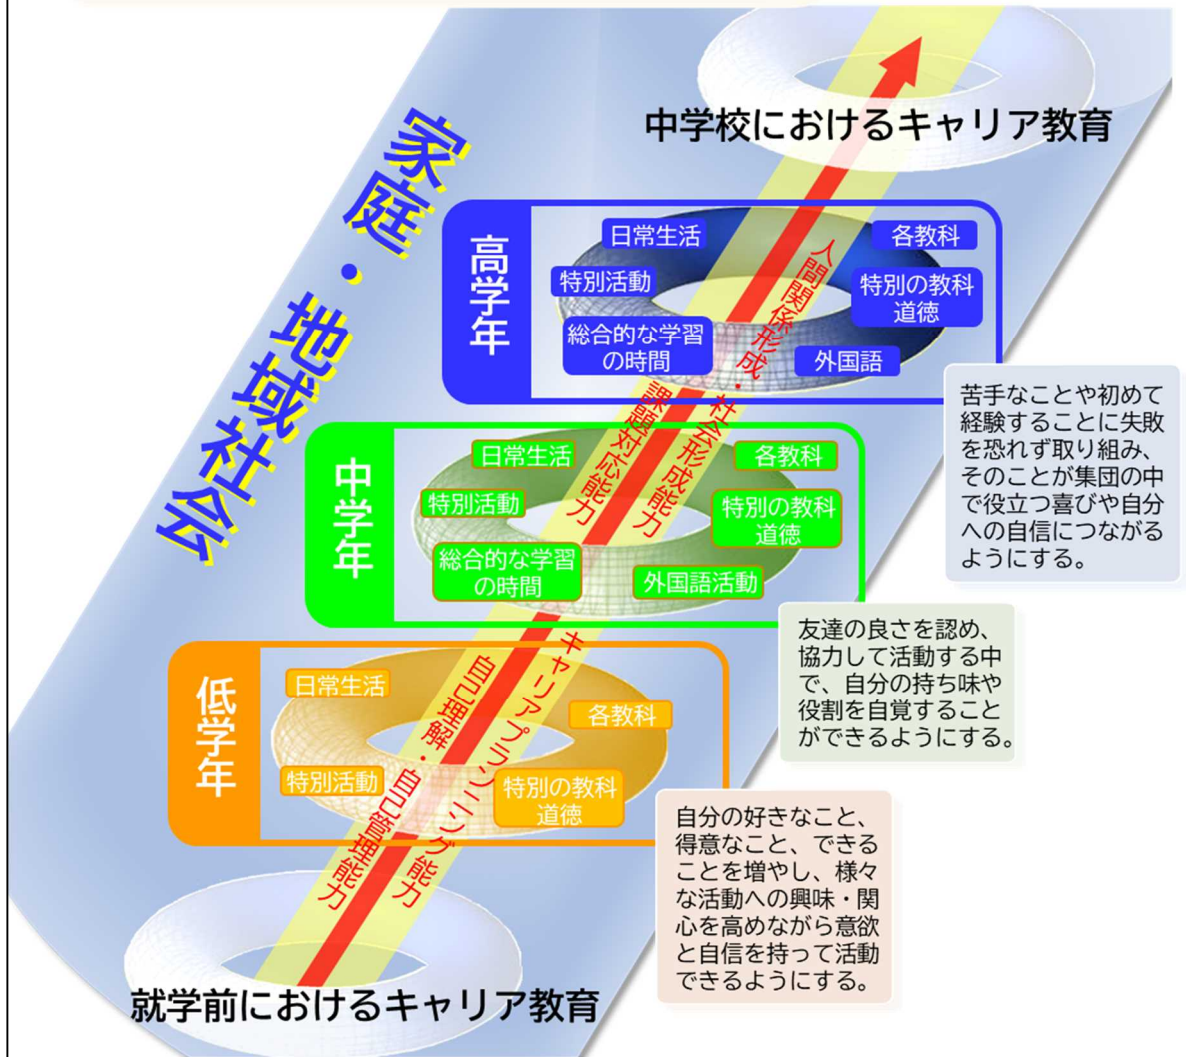 中学校におけるキャリア教育
家庭・地域社会
高学年
日常生活
各教科
特別活動
特別の教科
道徳
総合的な学習
の時間
外国語
人間関係形成・社会形成能力
課題対応能力
苦手なことや初めて
経験することに失敗
を恐れず取り組み、
そのことが集団の中
で役立つ喜びや自分
への自信につながる
ようにする。
中学年
日常生活
各教科
特別活動
特別の教科
道徳
総合的な学習
の時間
外国語活動
友達の良さを認め、
協力して活動する中
で、自分の持ち味や
役割を自覚すること
ができるようにする。
低学年
日常生活
各教科
特別活動
特別の教科
道徳
キャリアプランニング能力
自己理解・自己管理能力
自分の好きなこと、
得意なこと、できる
ことを増やし、様々
な活動への興味・関
心を高めながら意欲
と自信を持って活動
できるようにする。
就学前におけるキャリア教育